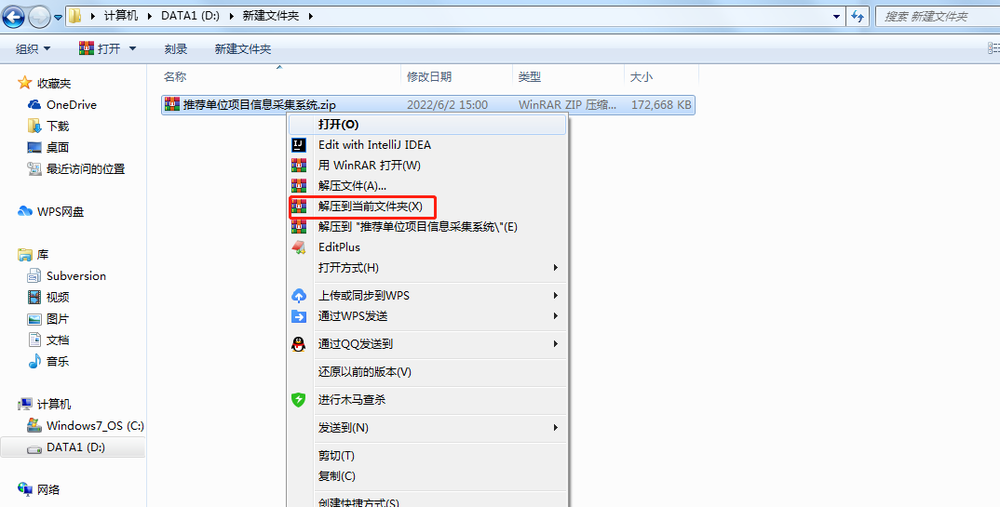 计算机 DATA1 (D:) 新建文件夹 搜索 新建文件夹
组织 打开 刻录 新建文件夹
名称 修改日期 类型 大小
收藏夹
OneDrive
下载
桌面
最近访问的位置
WPS网盘
库
Subversion
视频
图片
文档
音乐
计算机
Windows7_OS (C:)
DATA1 (D:)
网络
推荐单位项目信息采集系统.zip 2022/6/2 15:00 WinRAR ZIP 压缩... 172,668 KB
打开(O)
Edit with IntelliJ IDEA
用 WinRAR 打开(W)
解压文件(A)...
解压到当前文件夹(X)
解压到 "推荐单位项目信息采集系统\"(E)
EditPlus
打开方式(H)
上传或同步到WPS
通过WPS发送
通过QQ发送到
还原以前的版本(V)
进行木马查杀
发送到(N)
剪切(T)
复制(C)
创建快捷方式(S)